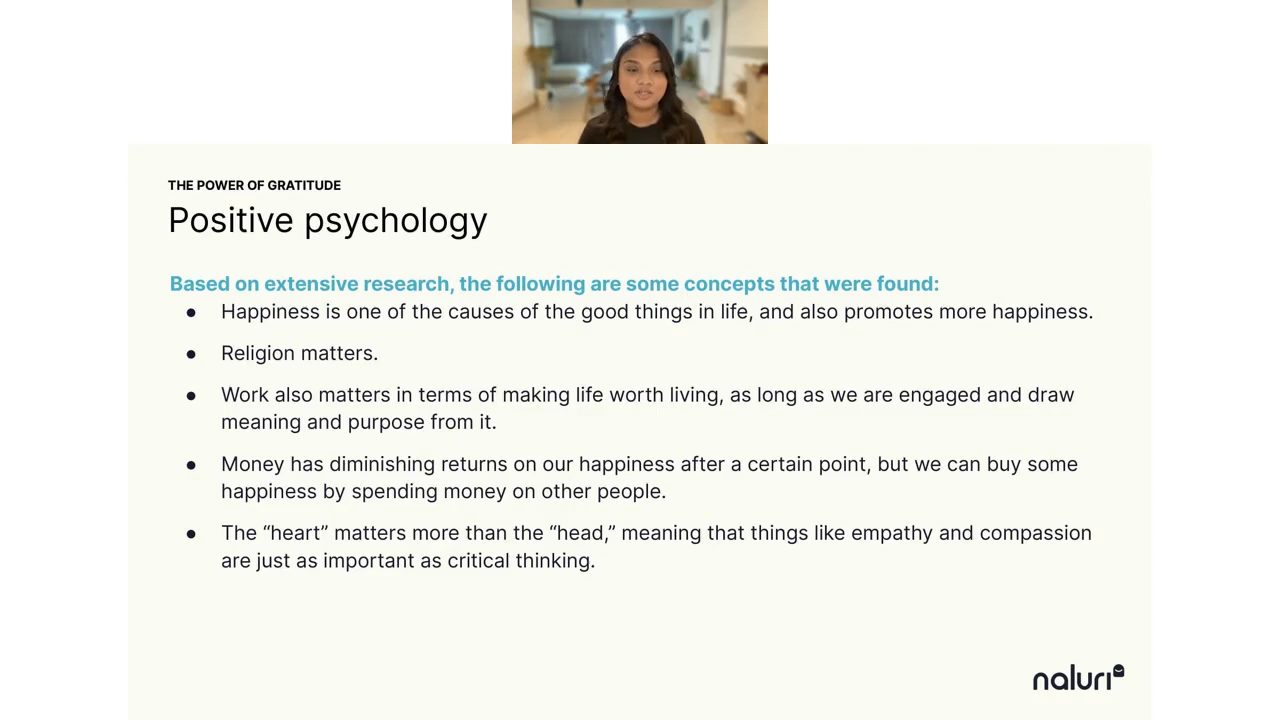 THE POWER OF GRATITUDE
Positive psychology
Based on extensive research, the following are some concepts that were found:
● Happiness is one of the causes of the good things in life, and also promotes more happiness.
● Religion matters.
● Work also matters in terms of making life worth living, as long as we are engaged and draw
meaning and purpose from it.
● Money has diminishing returns on our happiness after a certain point, but we can buy some
happiness by spending money on other people.
● The “heart” matters more than the “head,” meaning that things like empathy and compassion
are just as important as critical thinking.
naluri